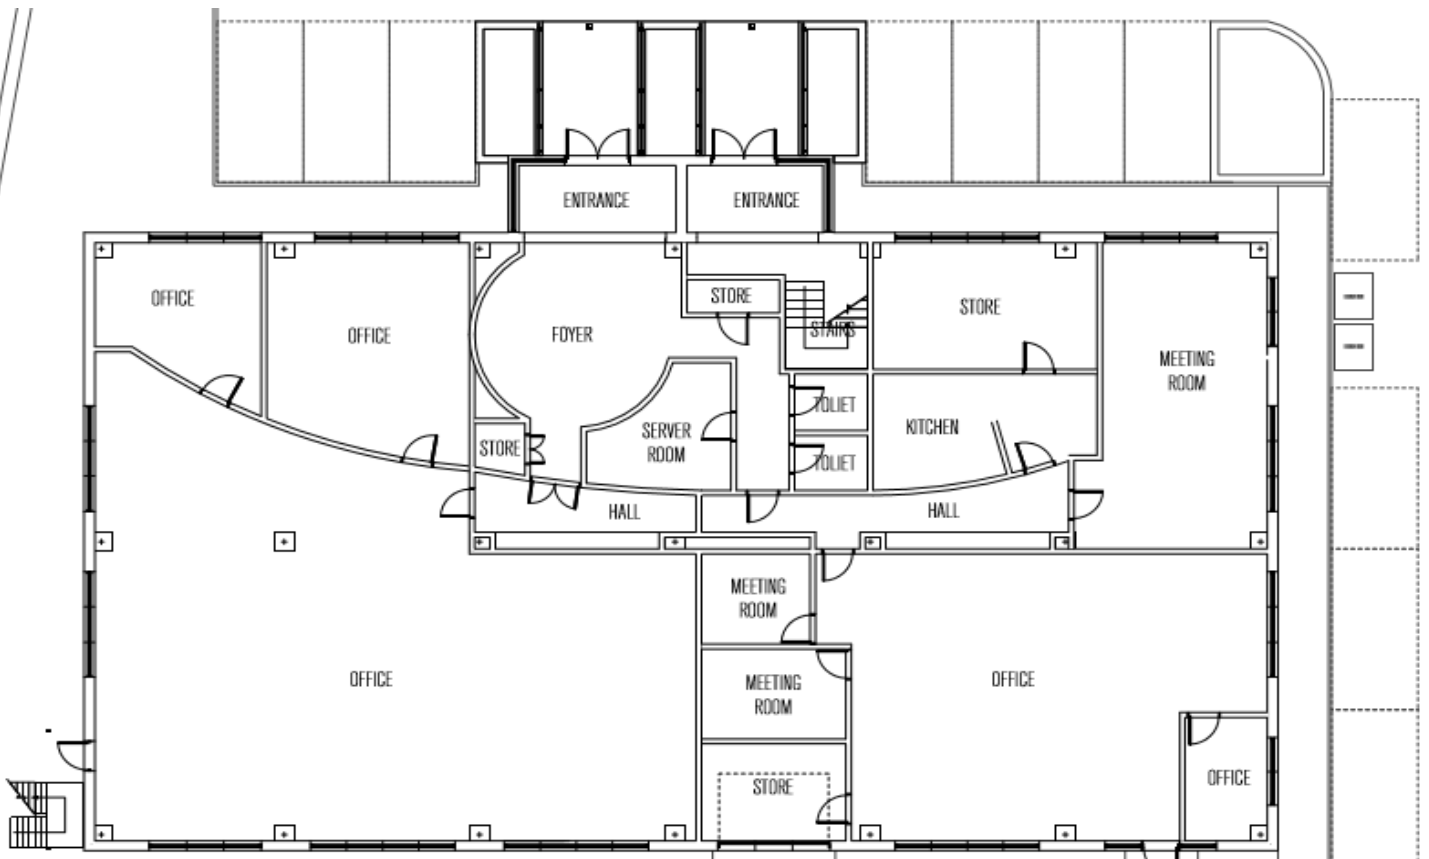 ENTRANCE
ENTRANCE
OFFICE
OFFICE
FOYER
STORE
STAIRS
STORE
MEETING
ROOM
TOLIET
STORE
SERVER
ROOM
KITCHEN
TOLIET
HALL
HALL
MEETING
ROOM
OFFICE
MEETING
ROOM
OFFICE
STORE
OFFICE